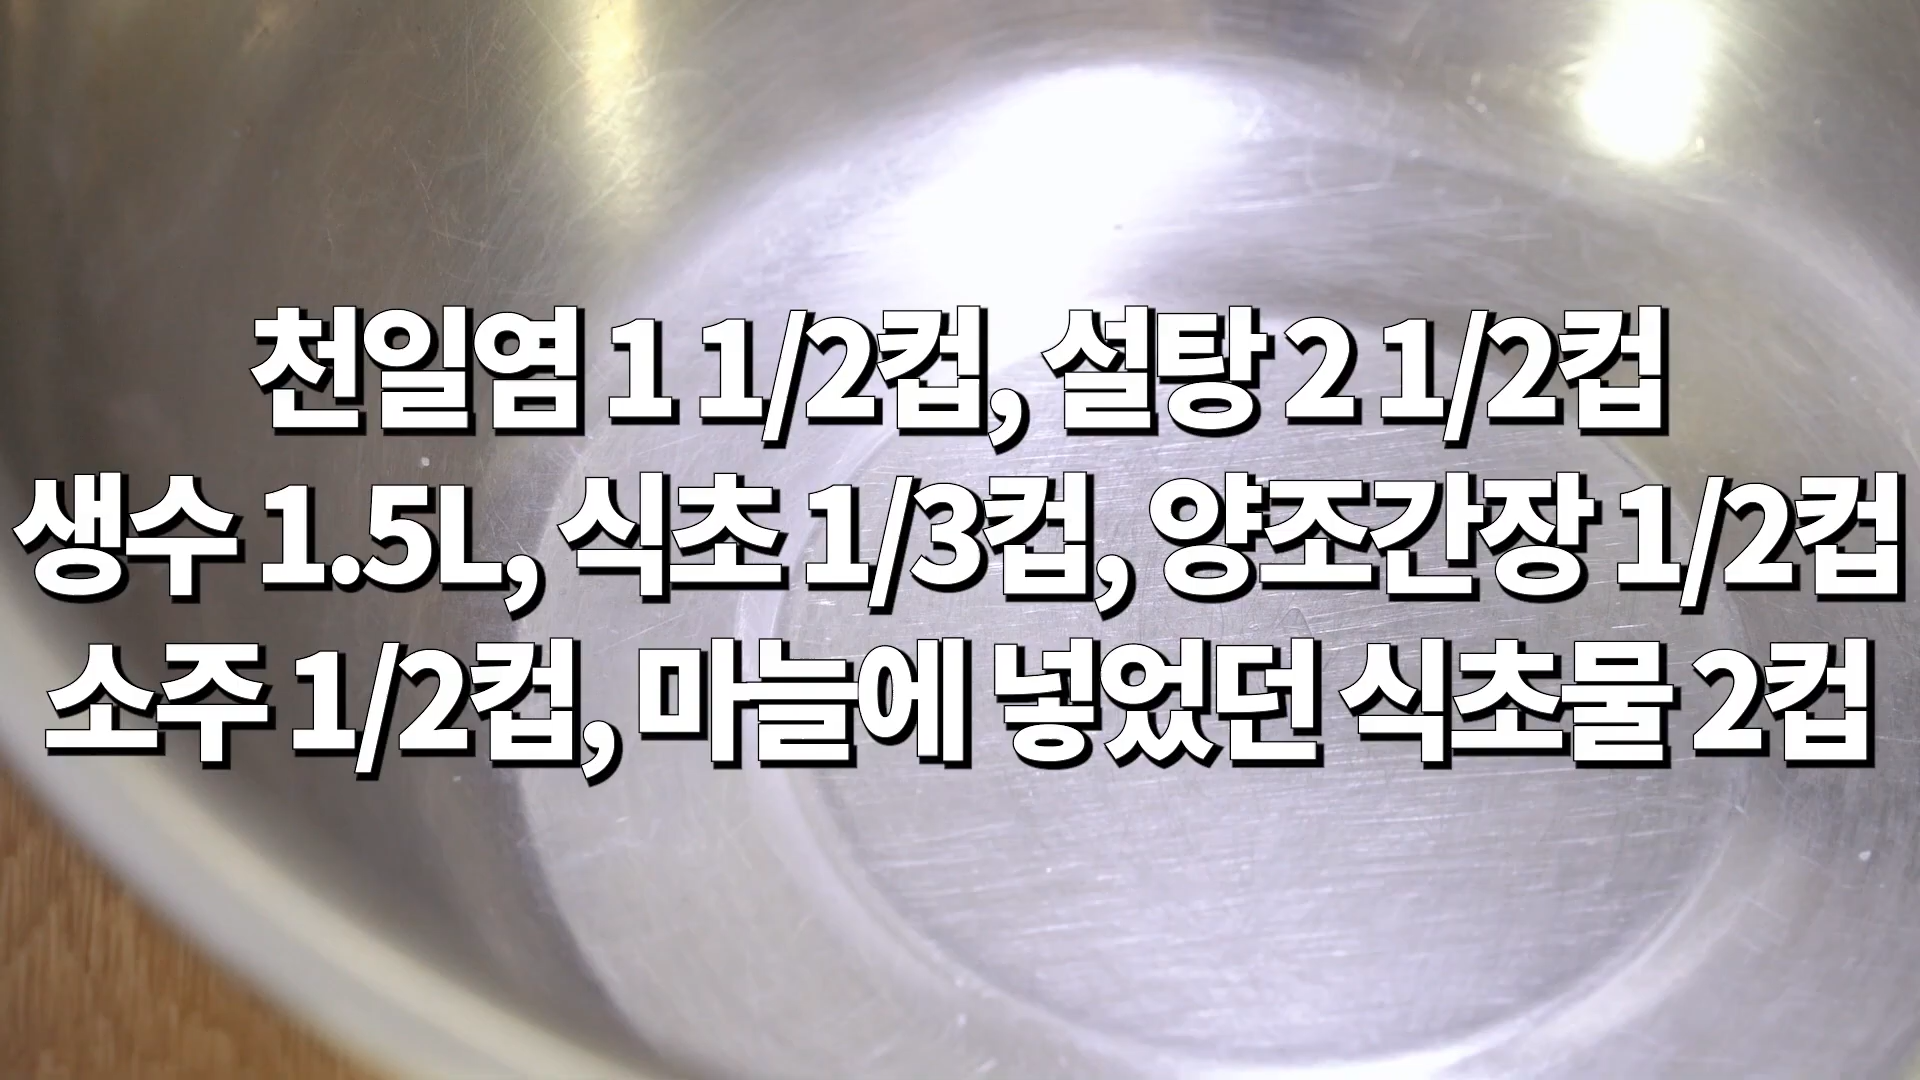 천일염 1 1/2컵, 설탕 2 1/2컵
생수 1.5L, 식초 1/3컵, 양조간장 1/2컵
소주 1/2컵, 마늘에 넣었던 식초물 2컵